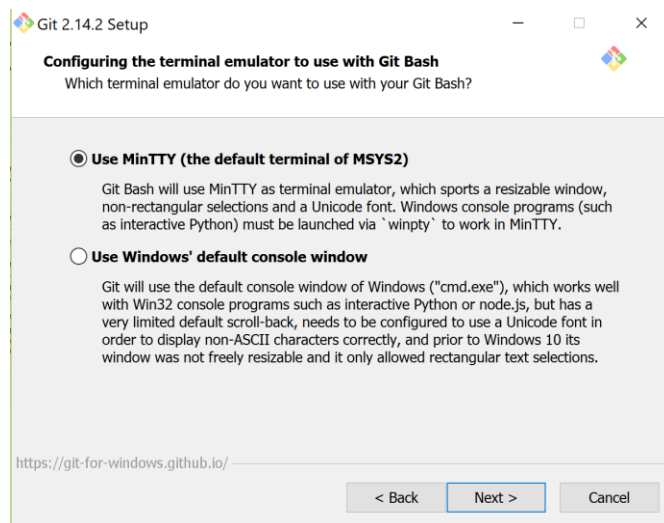 Git 2.14.2 Setup
Configuring the terminal emulator to use with Git Bash
Which terminal emulator do you want to use with your Git Bash?
Use MinTTY (the default terminal of MSYS2)
Git Bash will use MinTTY as terminal emulator, which sports a resizable window,
non-rectangular selections and a Unicode font. Windows console programs (such
as interactive Python) must be launched via `winpty` to work in MinTTY.
Use Windows' default console window
Git will use the default console window of Windows ("cmd.exe"), which works well
with Win32 console programs such as interactive Python or node.js, but has a
very limited default scroll-back, needs to be configured to use a Unicode font in
order to display non-ASCII characters correctly, and prior to Windows 10 its
window was not freely resizable and it only allowed rectangular text selections.
https://git-for-windows.github.io/
< Back Next > Cancel